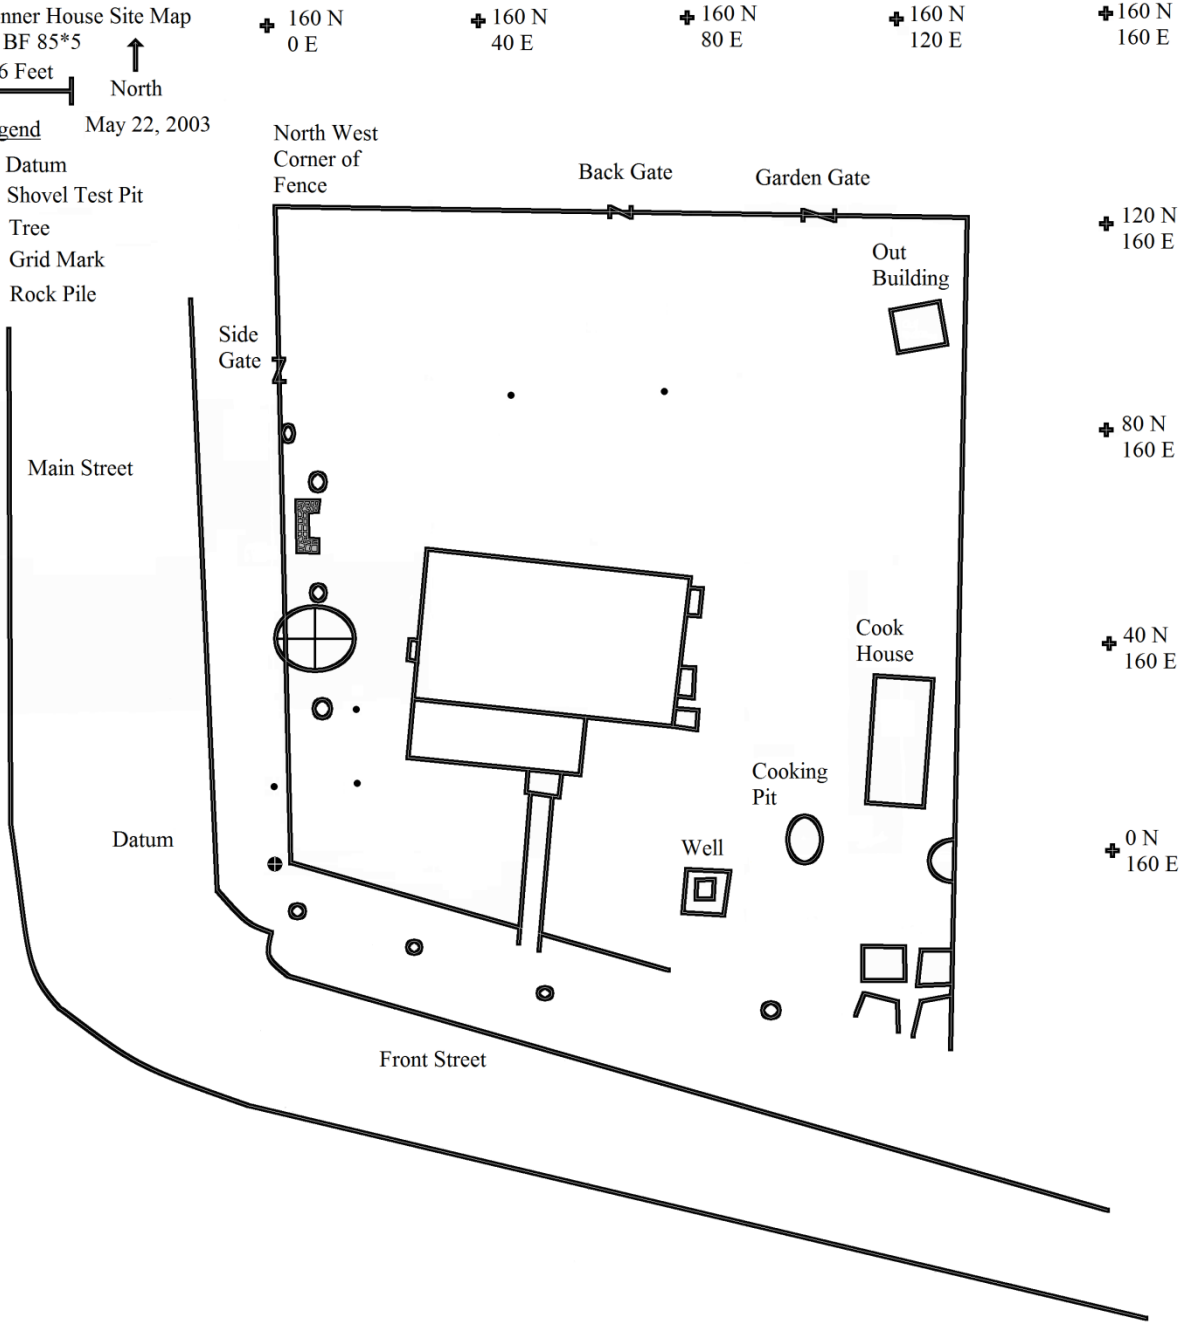 nner House Site Map
BF 85*5
6 Feet
North
gend
May 22, 2003
Datum
Shovel Test Pit
Tree
Grid Mark
Rock Pile
160 N
0 E
160 N
40 E
160 N
80 E
160 N
120 E
160 N
160 E
North West
Corner of
Fence
Back Gate
Garden Gate
120 N
160 E
Out
Building
Side
Gate
80 N
160 E
Main Street
Cook
House
40 N
160 E
Cooking
Pit
Datum
Well
0 N
160 E
Front Street